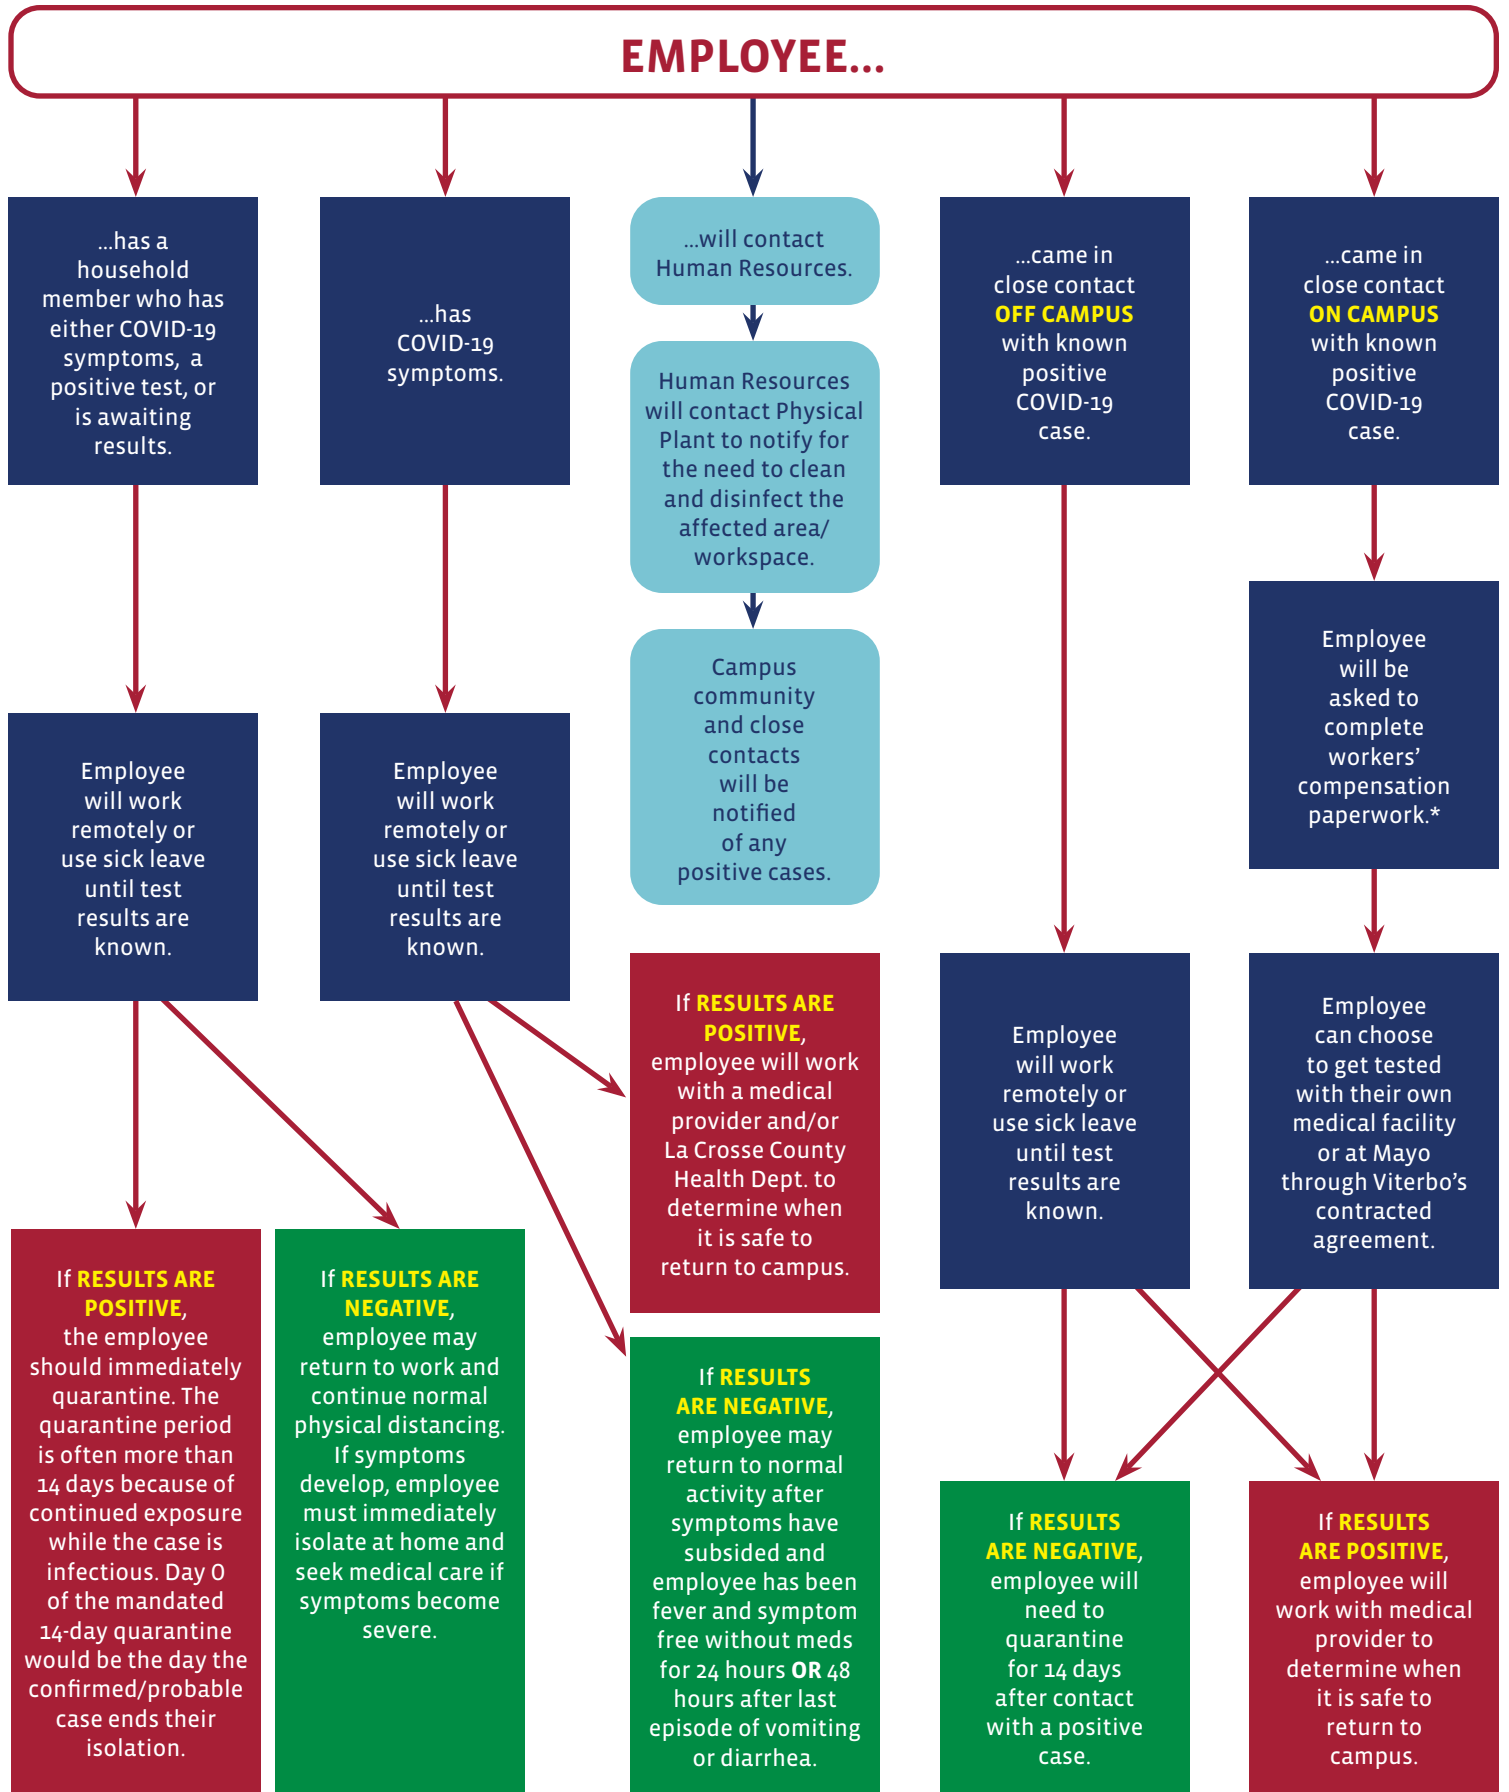 EMPLOYEE...
...has a
household
member who has
either COVID-19
symptoms, a
positive test, or
is awaiting
results.
...has
COVID-19
symptoms.
...will contact
Human Resources.
Human Resources
will contact Physical
Plant to notify for
the need to clean
and disinfect the
affected area/
workspace.
Campus
community
and close
contacts
will be
notified
of any
positive cases.
...came in
close contact
OFF CAMPUS
with known
positive
COVID-19
case.
...came in
close contact
ON CAMPUS
with known
positive
COVID-19
case.
Employee
will be
asked to
complete
workers’
compensation
paperwork.*
Employee
will work
remotely or
use sick leave
until test
results are
known.
Employee
will work
remotely or
use sick leave
until test
results are
known.
If RESULTS ARE
POSITIVE,
employee will work
with a medical
provider and/or
La Crosse County
Health Dept. to
determine when
it is safe to
return to campus.
Employee
will work
remotely or
use sick leave
until test
results are
known.
Employee
can choose
to get tested
with their own
medical facility
or at Mayo
through Viterbo’s
contracted
agreement.
If RESULTS ARE
POSITIVE,
the employee
should immediately
quarantine. The
quarantine period
is often more than
14 days because of
continued exposure
while the case is
infectious. Day 0
of the mandated
14-day quarantine
would be the day the
confirmed/probable
case ends their
isolation.
If RESULTS ARE
NEGATIVE,
employee may
return to work and
continue normal
physical distancing.
If symptoms
develop, employee
must immediately
isolate at home and
seek medical care if
symptoms become
severe.
If RESULTS
ARE NEGATIVE,
employee may
return to normal
activity after
symptoms have
subsided and
employee has been
fever and symptom
free without meds
for 24 hours OR 48
hours after last
episode of vomiting
or diarrhea.
If RESULTS
ARE NEGATIVE,
employee will
need to
quarantine
for 14 days
after contact
with a positive
case.
If RESULTS
ARE POSITIVE,
employee will
work with medical
provider to
determine when
it is safe to
return to
campus.